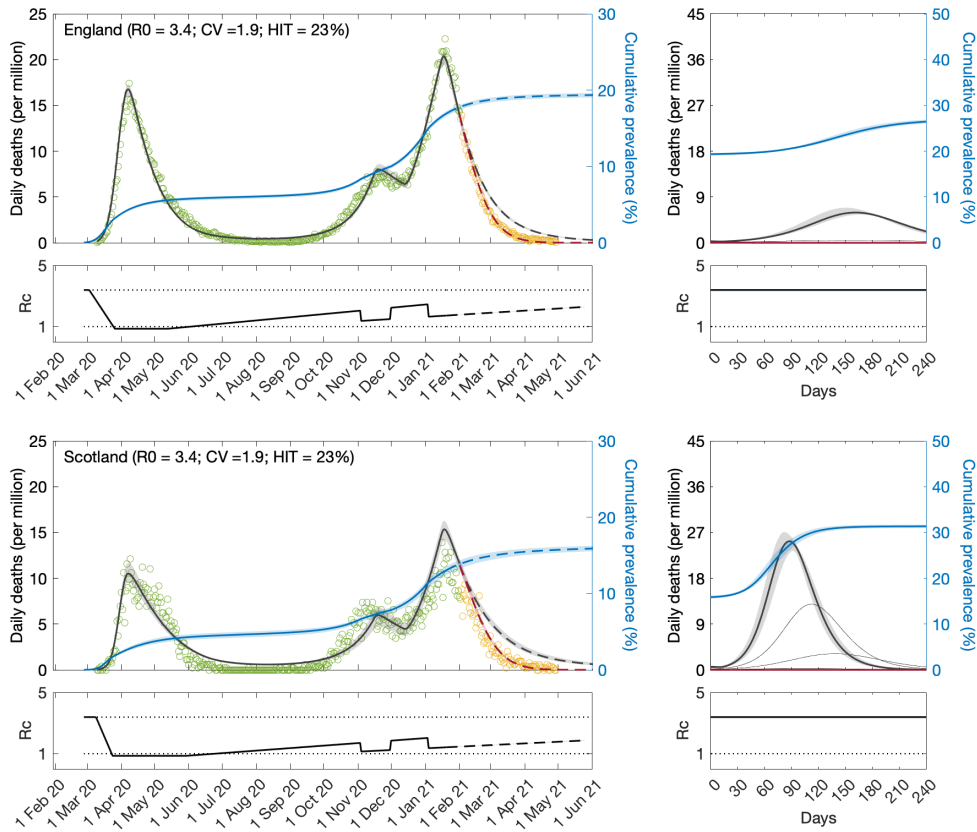 England (R0 = 3.4; CV =1.9; HIT = 23%)
Daily deaths (per million)
25
20
15
10
5
0
30
20
10
0
Cumulative prevalence (%)
Daily deaths (per million)
45
36
27
18
9
0
50
40
30
20
10
0
Cumulative prevalence (%)
Rc
5
1
1 Feb 20
1 Mar 20
1 Apr 20
1 May 20
1 Jun 20
1 Jul 20
1 Aug 20
1 Sep 20
1 Oct 20
1 Nov 20
1 Dec 20
1 Jan 21
1 Feb 21
1 Mar 21
1 Apr 21
1 May 21
1 Jun 21
Rc
5
1
0
30
60
90
120
150
180
210
240
Days
Scotland (R0 = 3.4; CV =1.9; HIT = 23%)
Daily deaths (per million)
25
20
15
10
5
0
30
20
10
0
Cumulative prevalence (%)
Daily deaths (per million)
45
36
27
18
9
0
50
40
30
20
10
0
Cumulative prevalence (%)
Rc
5
1
1 Feb 20
1 Mar 20
1 Apr 20
1 May 20
1 Jun 20
1 Jul 20
1 Aug 20
1 Sep 20
1 Oct 20
1 Nov 20
1 Dec 20
1 Jan 21
1 Feb 21
1 Mar 21
1 Apr 21
1 May 21
1 Jun 21
Rc
5
1
0
30
60
90
120
150
180
210
240
Days